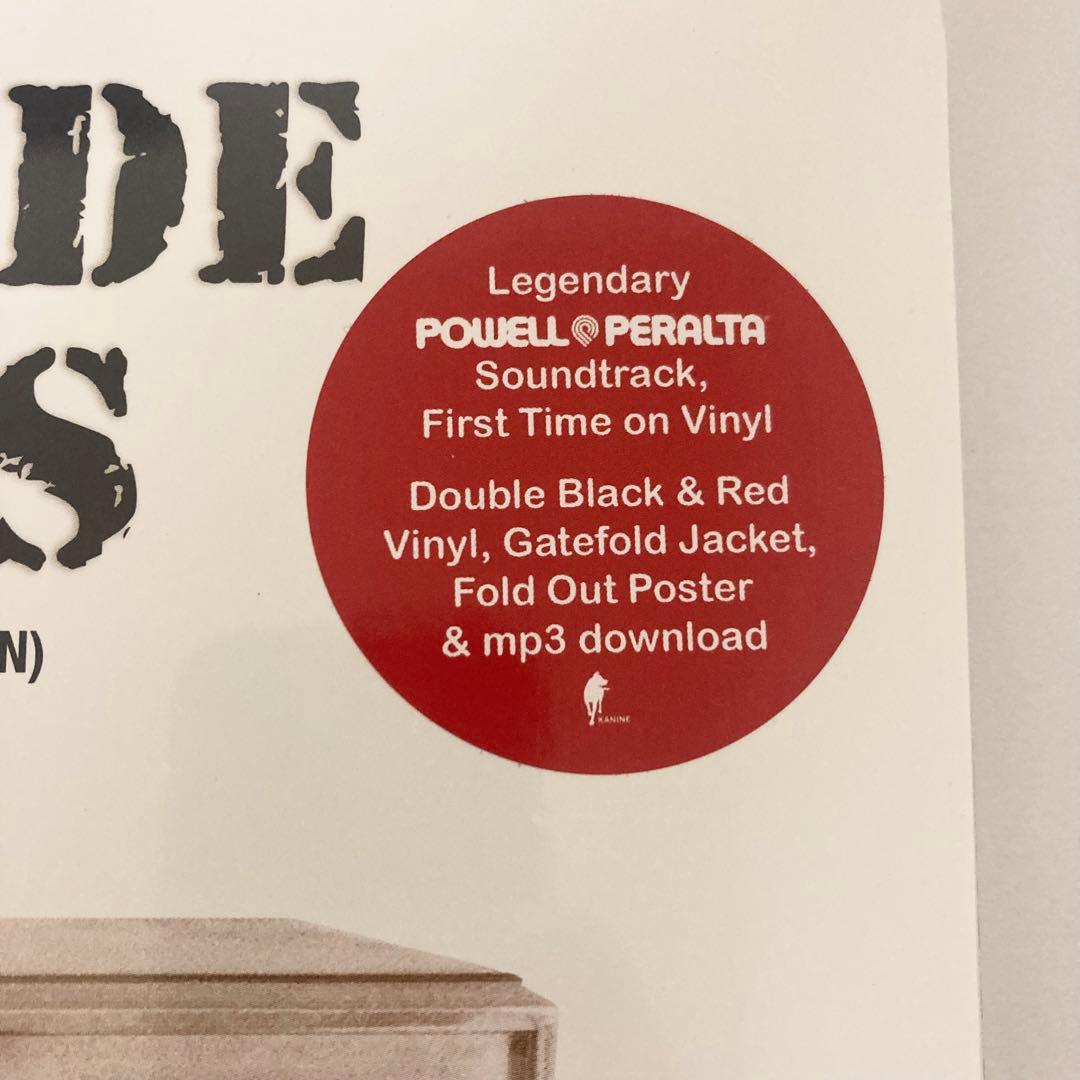 DE
S
N)
Legendary
POWELL PERALTA
Soundtrack,
First Time on Vinyl
Double Black & Red
Vinyl, Gatefold Jacket,
Fold Out Poster
& mp3 download
KANINE